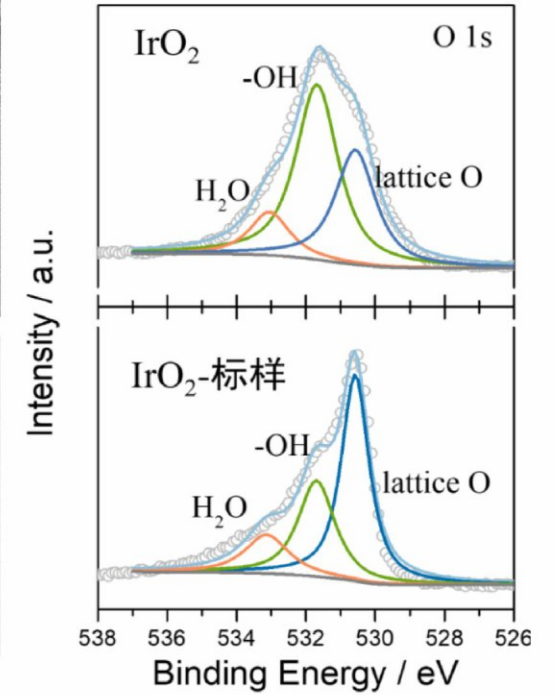 IrO₂
O 1s
-OH
H₂O
lattice O
IrO₂-标样
-OH
H₂O
lattice O
Intensity / a.u.
538 536 534 532 530 528 526
Binding Energy / eV